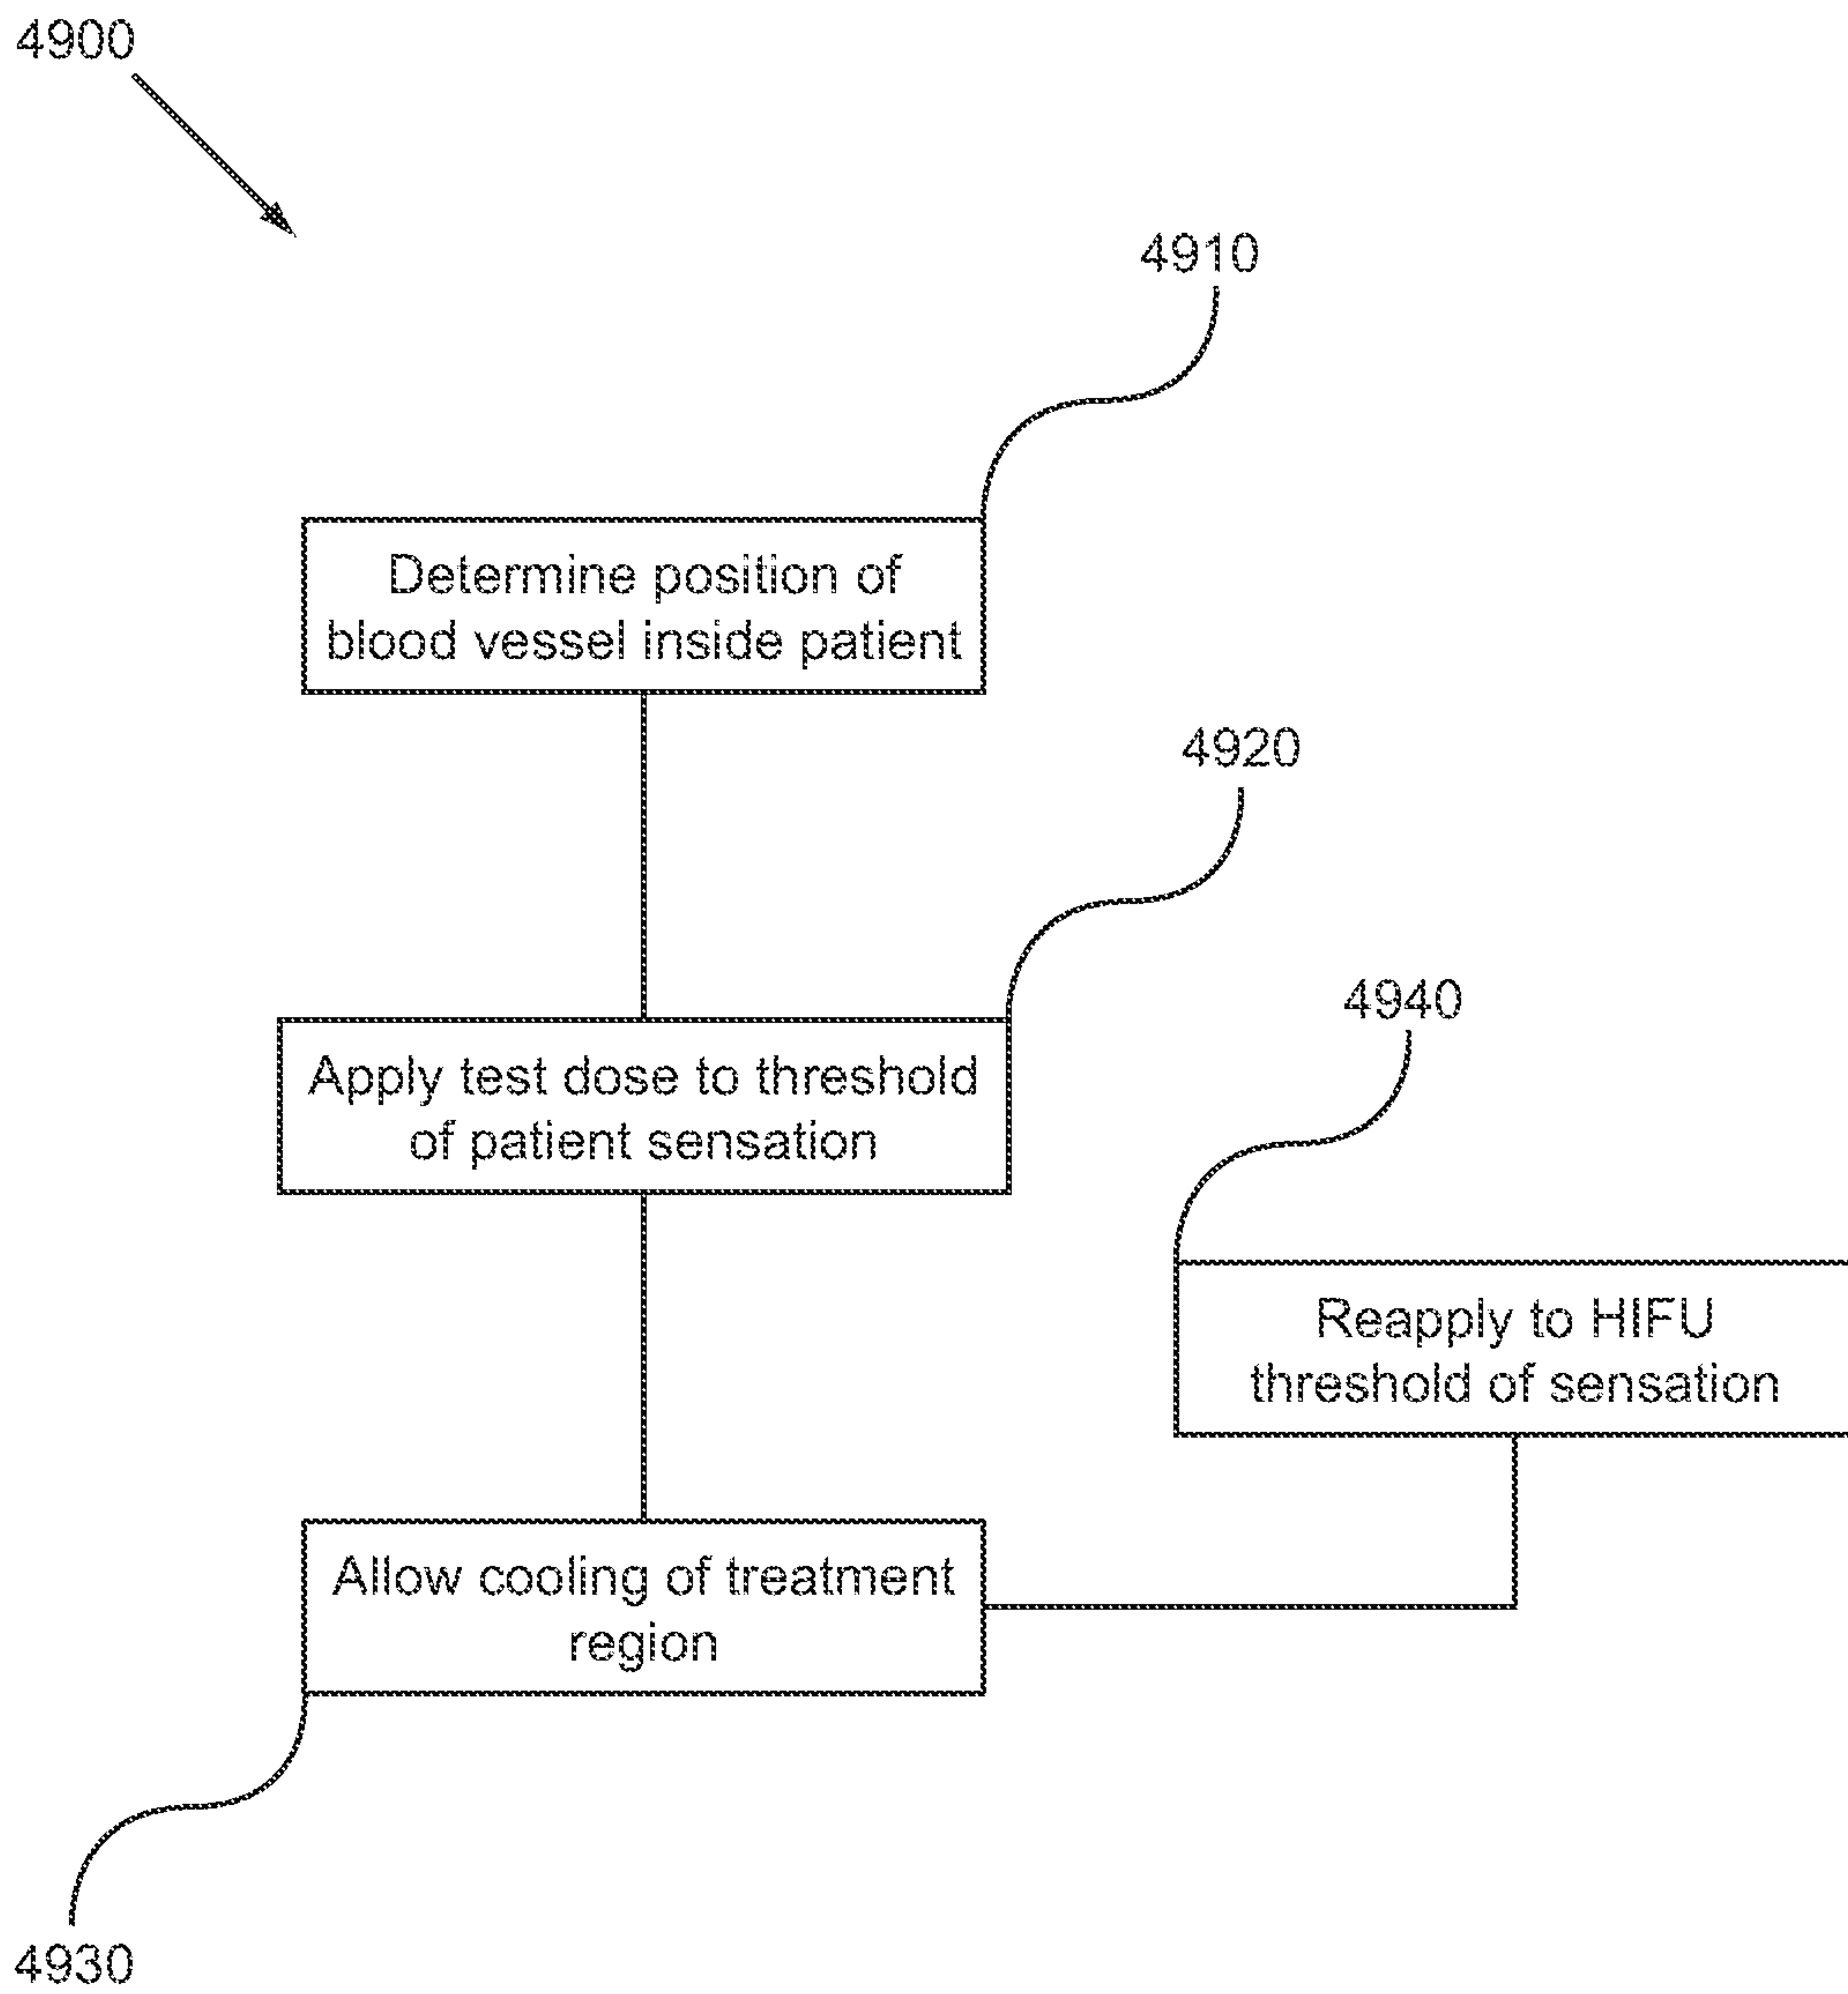 4900
4910
Determine position of
blood vessel inside patient
4920
Apply test dose to threshold
of patient sensation
4940
Reapply to HIFU
threshold of sensation
Allow cooling of treatment
region
4930